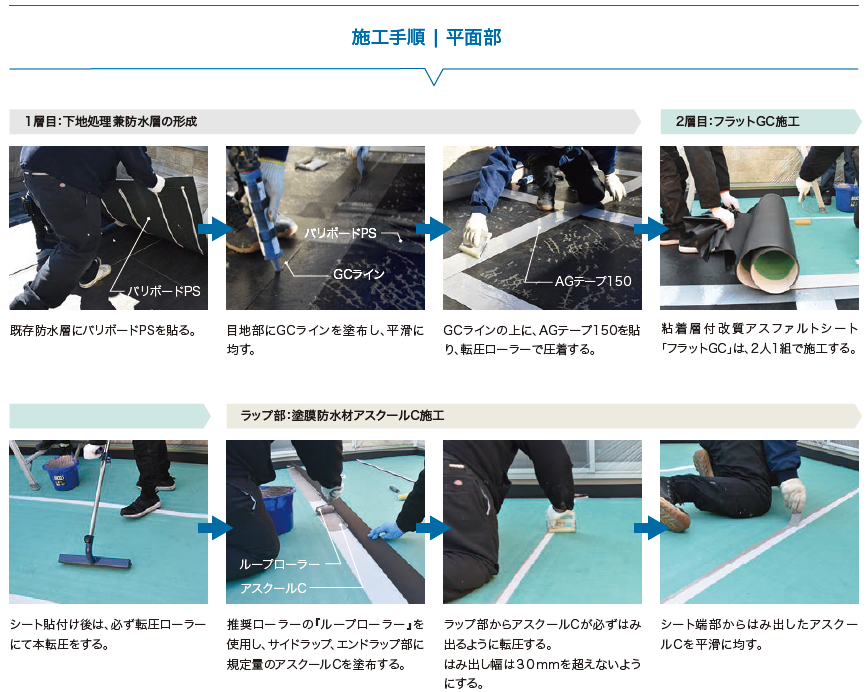 施工手順 | 平面部
1層目：下地処理兼防水層の形成
2層目：フラットGC施工
バリボードPS
バリボードPS
GCライン
AGテープ150
既存防水層にバリボードPSを貼る。
目地部にGCラインを塗布し、平滑に
均す。
GCラインの上に、AGテープ150を貼
り、転圧ローラーで圧着する。
粘着層付改質アスファルトシート
「フラットGC」は、2人1組で施工する。
ラップ部：塗膜防水材アスクールC施工
ループローラー
アスクールC
シート貼付け後は、必ず転圧ローラー
にて本転圧をする。
推奨ローラーの『ループローラー』を
使用し、サイドラップ、エンドラップ部に
規定量のアスクールCを塗布する。
ラップ部からアスクールCが必ずはみ
出るように転圧する。
はみ出し幅は30mmを超えないよう
にする。
シート端部からはみ出したアスクー
ルCを平滑に均す。